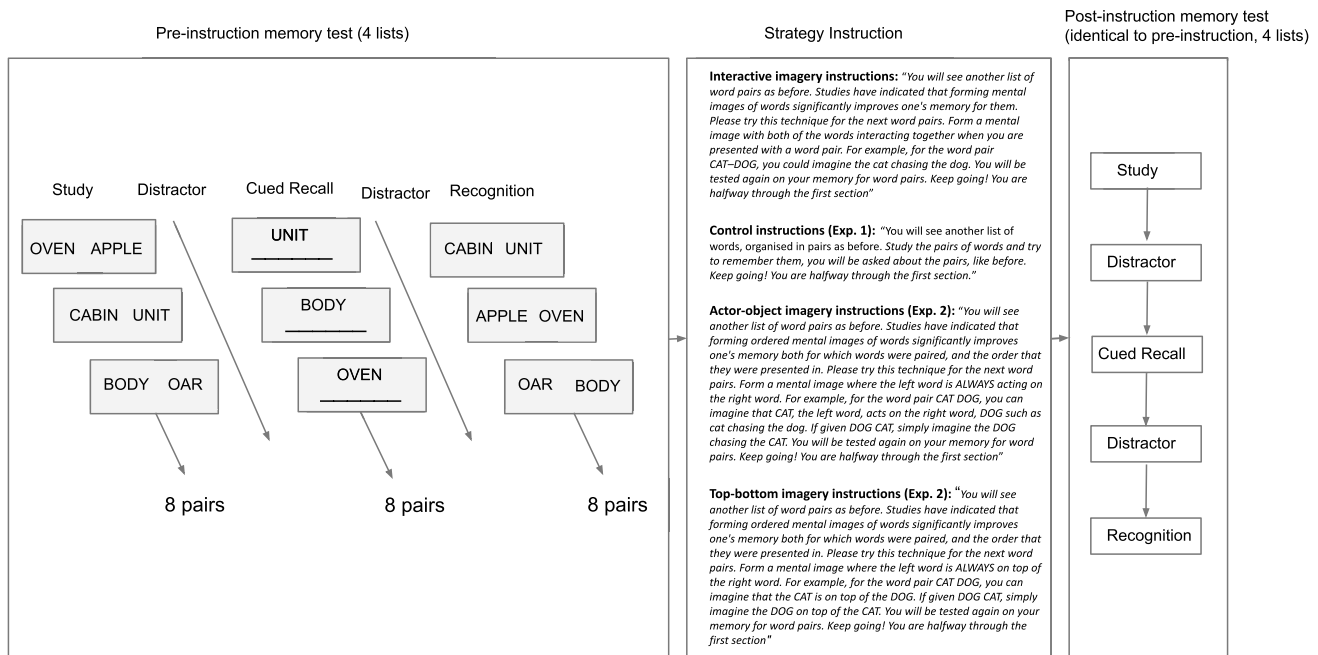 Pre-instruction memory test (4 lists)
Study
Distractor
Cued Recall
Distractor
Recognition
OVEN APPLE
CABIN UNIT
BODY OAR
8 pairs
UNIT
______
BODY
______
OVEN
______
8 pairs
CABIN UNIT
APPLE OVEN
OAR BODY
8 pairs
Strategy Instruction
Interactive imagery instructions: “You will see another list of
word pairs as before. Studies have indicated that forming mental
images of words significantly improves one's memory for them.
Please try this technique for the next word pairs. Form a mental
image with both of the words interacting together when you are
presented with a word pair. For example, for the word pair
CAT–DOG, you could imagine the cat chasing the dog. You will be
tested again on your memory for word pairs. Keep going! You are
halfway through the first section”
Control instructions (Exp. 1): “You will see another list of
words, organised in pairs as before. Study the pairs of words and try
to remember them, you will be asked about the pairs, like before.
Keep going! You are halfway through the first section.”
Actor-object imagery instructions (Exp. 2): “You will see
another list of word pairs as before. Studies have indicated that
forming ordered mental images of words significantly improves
one's memory both for which words were paired, and the order that
they were presented in. Please try this technique for the next word
pairs. Form a mental image where the left word is ALWAYS acting on
the right word. For example, for the word pair CAT DOG, you can
imagine that CAT, the left word, acts on the right word, DOG such as
cat chasing the dog. If given DOG CAT, simply imagine the DOG
chasing the CAT. You will be tested again on your memory for word
pairs. Keep going! You are halfway through the first section”
Top-bottom imagery instructions (Exp. 2): “You will see
another list of word pairs as before. Studies have indicated that
forming ordered mental images of words significantly improves
one's memory both for which words were paired, and the order that
they were presented in. Please try this technique for the next word
pairs. Form a mental image where the left word is ALWAYS on top of
the right word. For example, for the word pair CAT DOG, you can
imagine that the CAT is on top of the DOG. If given DOG CAT, simply
imagine the DOG on top of the CAT. You will be tested again on your
memory for word pairs. Keep going! You are halfway through the
first section"
Post-instruction memory test
(identical to pre-instruction, 4 lists)
Study
Distractor
Cued Recall
Distractor
Recognition